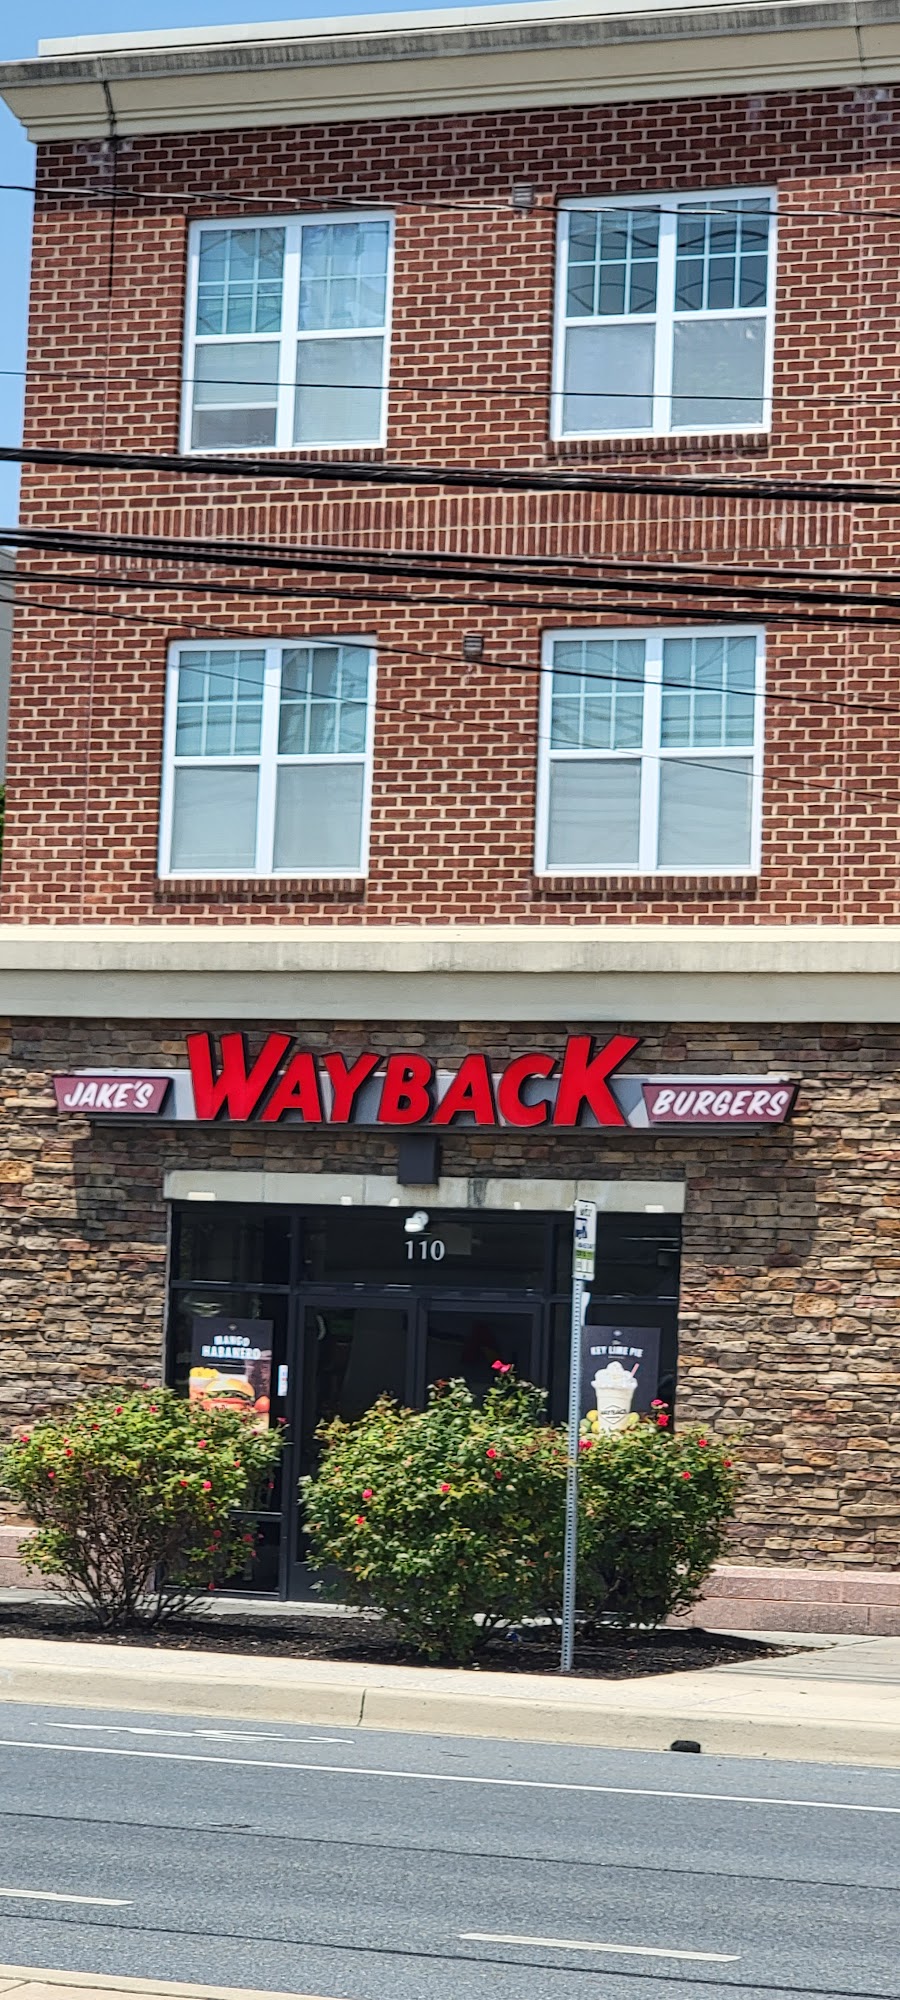 JAKE'S WAYBACK BURGERS
110
MANGO
HABANERO
KEY LIME PIE